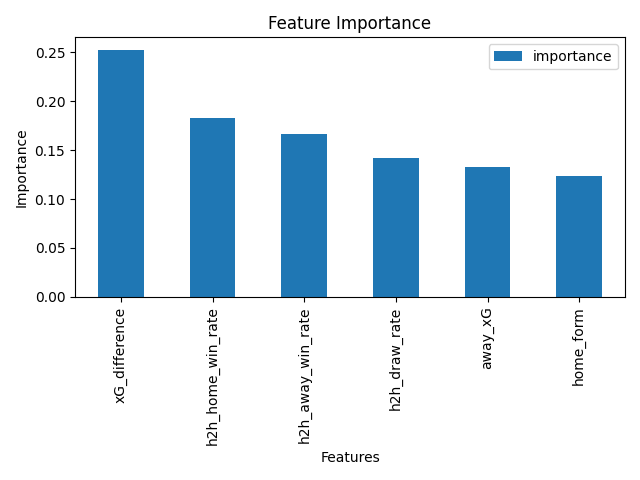 Feature Importance
importance
Importance
0.25
0.20
0.15
0.10
0.05
0.00
xG_difference
h2h_home_win_rate
h2h_away_win_rate
h2h_draw_rate
away_xG
home_form
Features